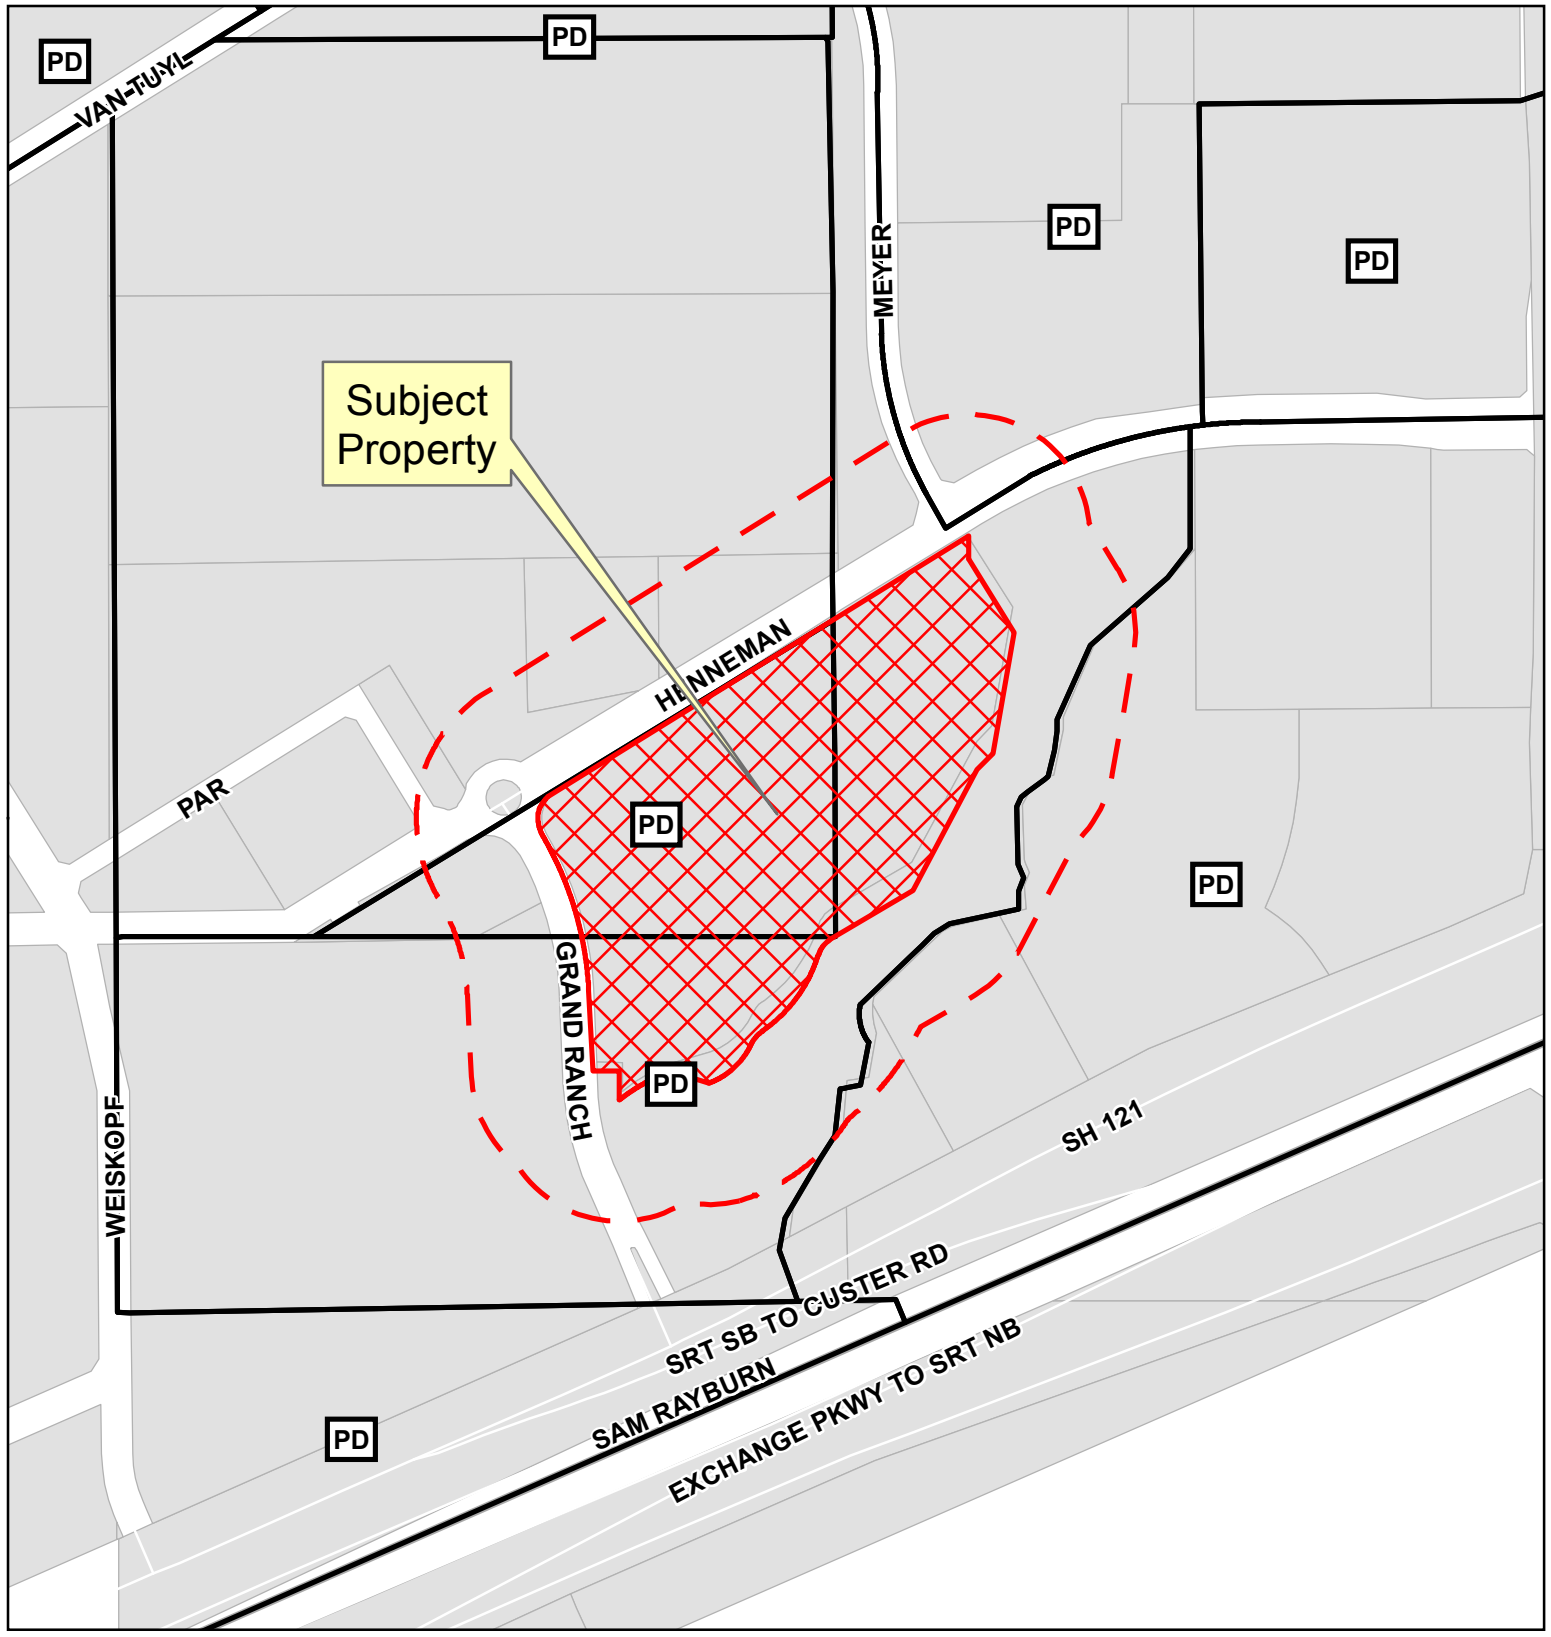 PD
PD
VAN TUYL
PD
PD
MEYER
Subject
Property
HENNEMAN
PAR
PD
PD
GRAND RANCH
PD
WEISKOPF
SH 121
SRT SB TO CUSTER RD
SAM RAYBURN
EXCHANGE PKWY TO SRT NB
PD